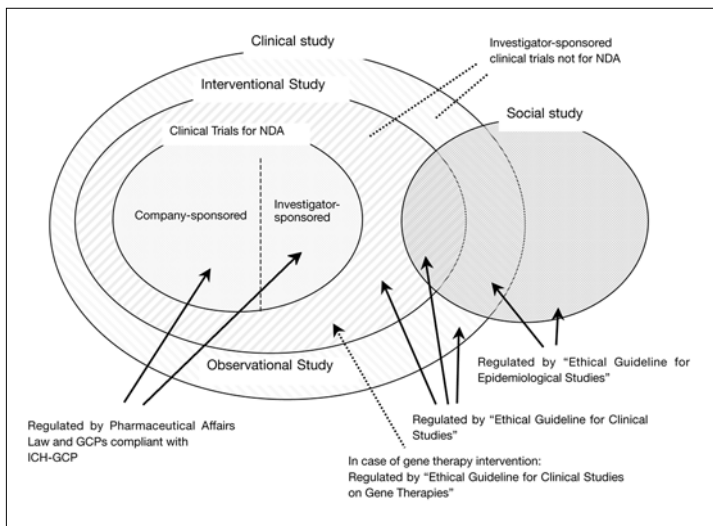 Clinical study
Investigator-sponsored
clinical trials not for NDA
Interventional Study
Social study
Clinical Trials for NDA
Company-sponsored
Investigator-
sponsored
Observational Study
Regulated by “Ethical Guideline for
Epidemiological Studies”
Regulated by Pharmaceutical Affairs
Law and GCPs compliant with
ICH-GCP
Regulated by “Ethical Guideline for Clinical
Studies”
In case of gene therapy intervention:
Regulated by “Ethical Guideline for Clinical Studies
on Gene Therapies”